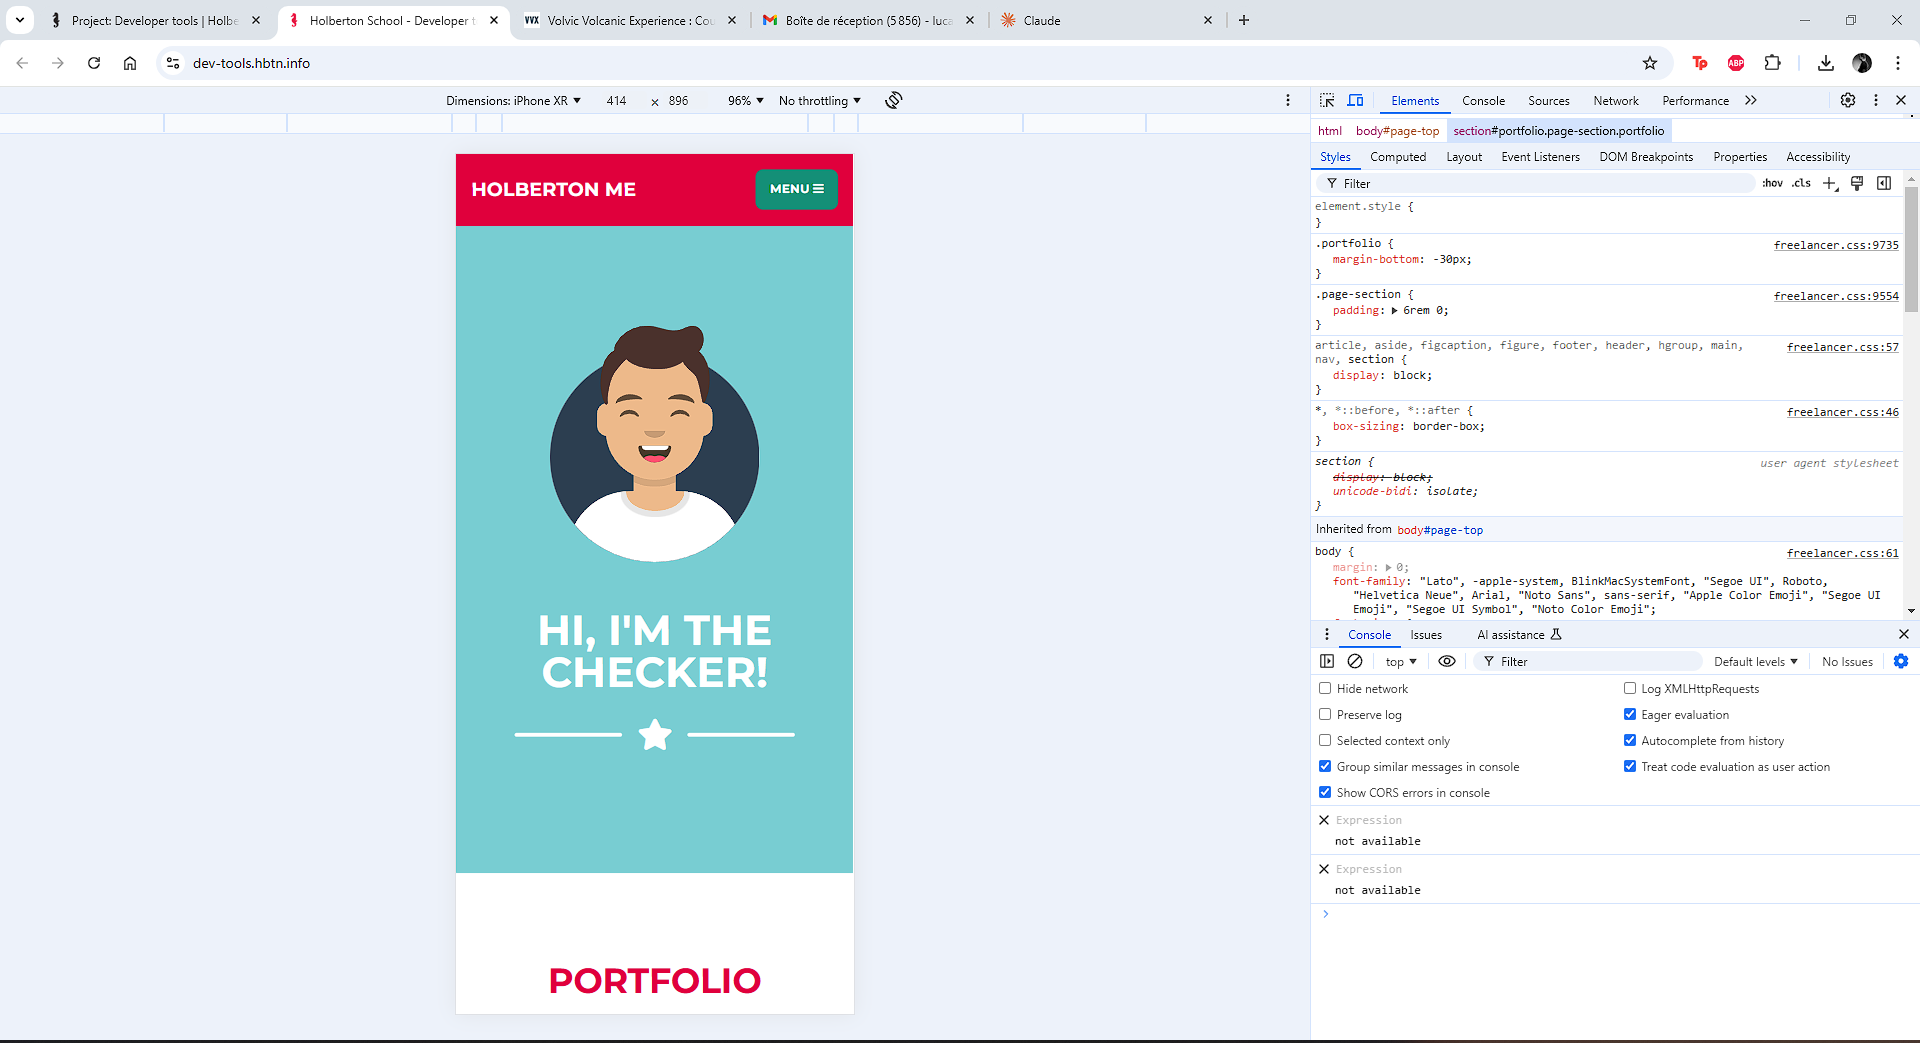 Project: Developer tools | Holbe
Holberton School - Developer t
VVX Volvic Volcanic Experience : Cou
Boîte de réception (5 856) - luca
Claude
dev-tools.hbtn.info
Tp
ABP
Dimensions: iPhone XR 414 × 896 96% No throttling
HOLBERTON ME
MENU
HI, I'M THE
CHECKER!
PORTFOLIO
Elements Console Sources Network Performance
html body#page-top section#portfolio.page-section.portfolio
Styles Computed Layout Event Listeners DOM Breakpoints Properties Accessibility
Filter :hov .cls
element.style {
}
.portfolio { freelancer.css:9735
margin-bottom: -30px;
}
.page-section { freelancer.css:9554
padding: 6rem 0;
}
article, aside, figcaption, figure, footer, header, hgroup, main, freelancer.css:57
nav, section {
display: block;
}
*, *::before, *::after { freelancer.css:46
box-sizing: border-box;
}
section { user agent stylesheet
display: block;
unicode-bidi: isolate;
}
Inherited from body#page-top
body { freelancer.css:61
margin: 0;
font-family: "Lato", -apple-system, BlinkMacSystemFont, "Segoe UI", Roboto,
"Helvetica Neue", Arial, "Noto Sans", sans-serif, "Apple Color Emoji", "Segoe UI
Emoji", "Segoe UI Symbol", "Noto Color Emoji";
Console Issues AI assistance
top Filter Default levels No Issues
Hide network Log XMLHttpRequests
Preserve log Eager evaluation
Selected context only Autocomplete from history
Group similar messages in console Treat code evaluation as user action
Show CORS errors in console
Expression
not available
Expression
not available